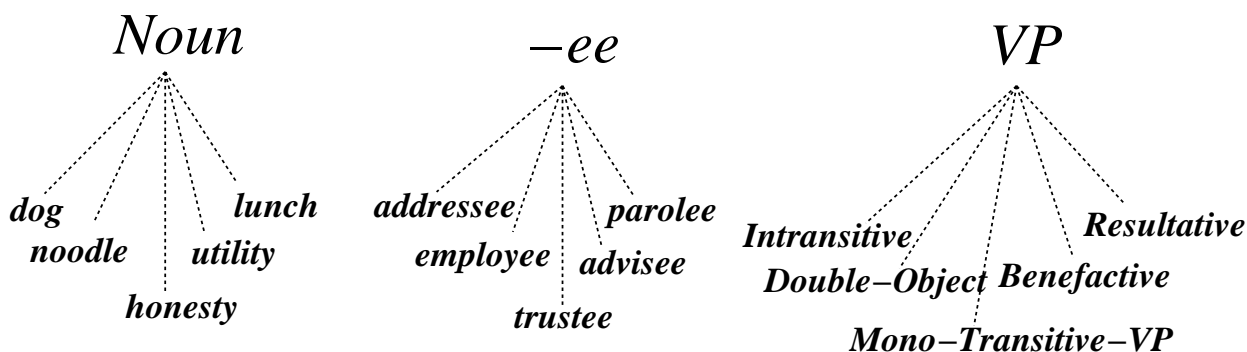 Noun
–ee
VP
dog
noodle
honesty
utility
lunch
addressee
employee
trustee
advisee
parolee
Intransitive
Double–Object
Mono–Transitive–VP
Benefactive
Resultative